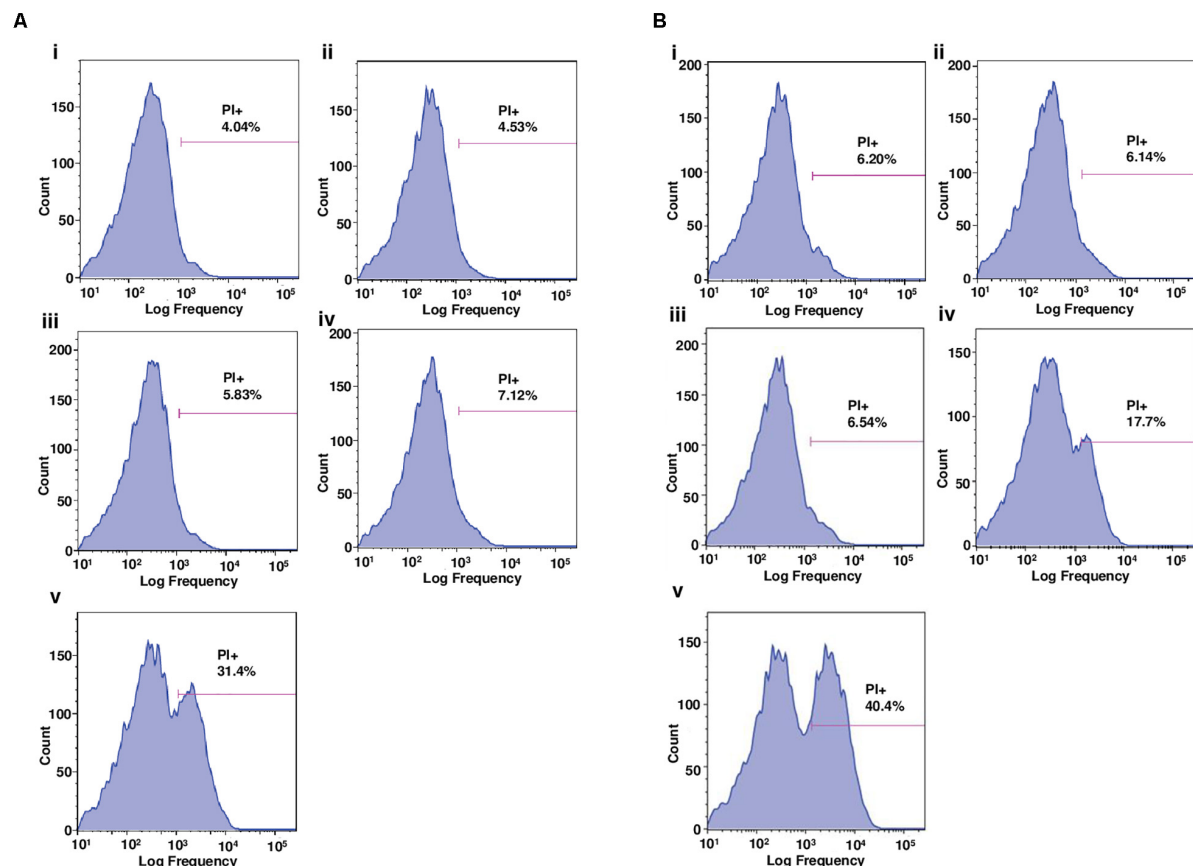 A
B
i
150
100
50
0
Count
PI+
4.04%
10¹ 10² 10³ 10⁴ 10⁵
Log Frequency
ii
150
100
50
0
Count
PI+
4.53%
10¹ 10² 10³ 10⁴ 10⁵
Log Frequency
i
200
150
100
50
0
Count
PI+
6.20%
10¹ 10² 10³ 10⁴ 10⁵
Log Frequency
ii
200
150
100
50
0
Count
PI+
6.14%
10¹ 10² 10³ 10⁴ 10⁵
Log Frequency
iii
200
150
100
50
0
Count
PI+
5.83%
10¹ 10² 10³ 10⁴ 10⁵
Log Frequency
iv
200
150
100
50
0
Count
PI+
7.12%
10¹ 10² 10³ 10⁴ 10⁵
Log Frequency
iii
200
150
100
50
0
Count
PI+
6.54%
10¹ 10² 10³ 10⁴ 10⁵
Log Frequency
iv
150
100
50
0
Count
PI+
17.7%
10¹ 10² 10³ 10⁴ 10⁵
Log Frequency
v
150
100
50
0
Count
PI+
31.4%
10¹ 10² 10³ 10⁴ 10⁵
Log Frequency
v
150
100
50
0
Count
PI+
40.4%
10¹ 10² 10³ 10⁴ 10⁵
Log Frequency